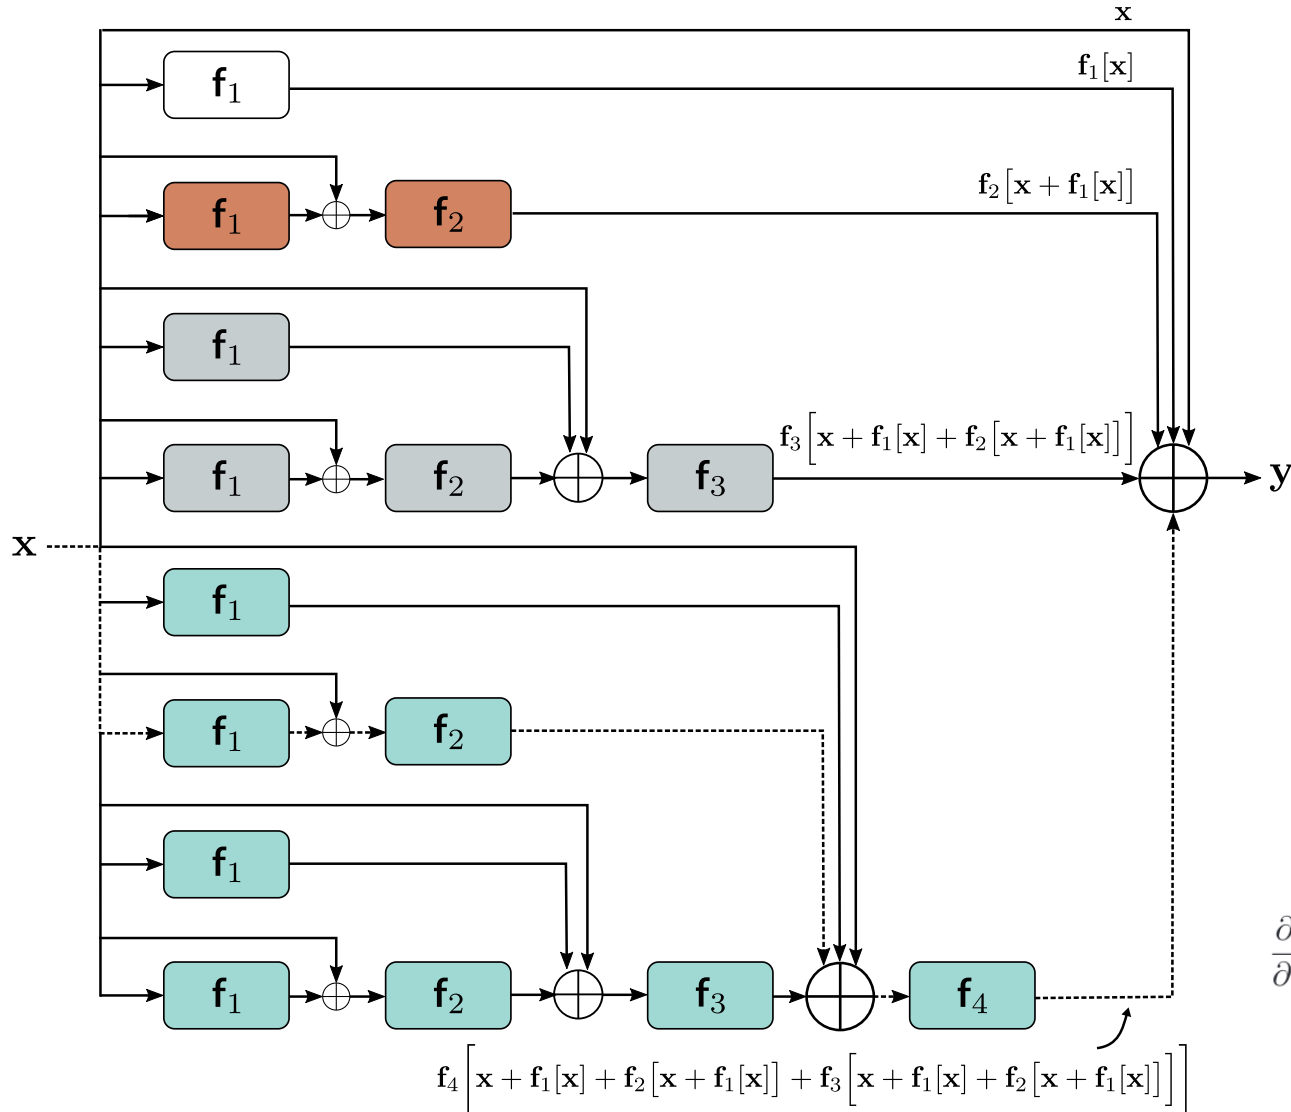 x
f₁[x]
f₁
f₂[x + f₁[x]]
f₁ f₂
f₁
f₃[x + f₁[x] + f₂[x + f₁[x]]]
f₁ f₂ f₃
y
x
f₁
f₁ f₂
f₁
∂
∂
f₁ f₂ f₃ f₄
f₄[x + f₁[x] + f₂[x + f₁[x]] + f₃[x + f₁[x] + f₂[x + f₁[x]]]]